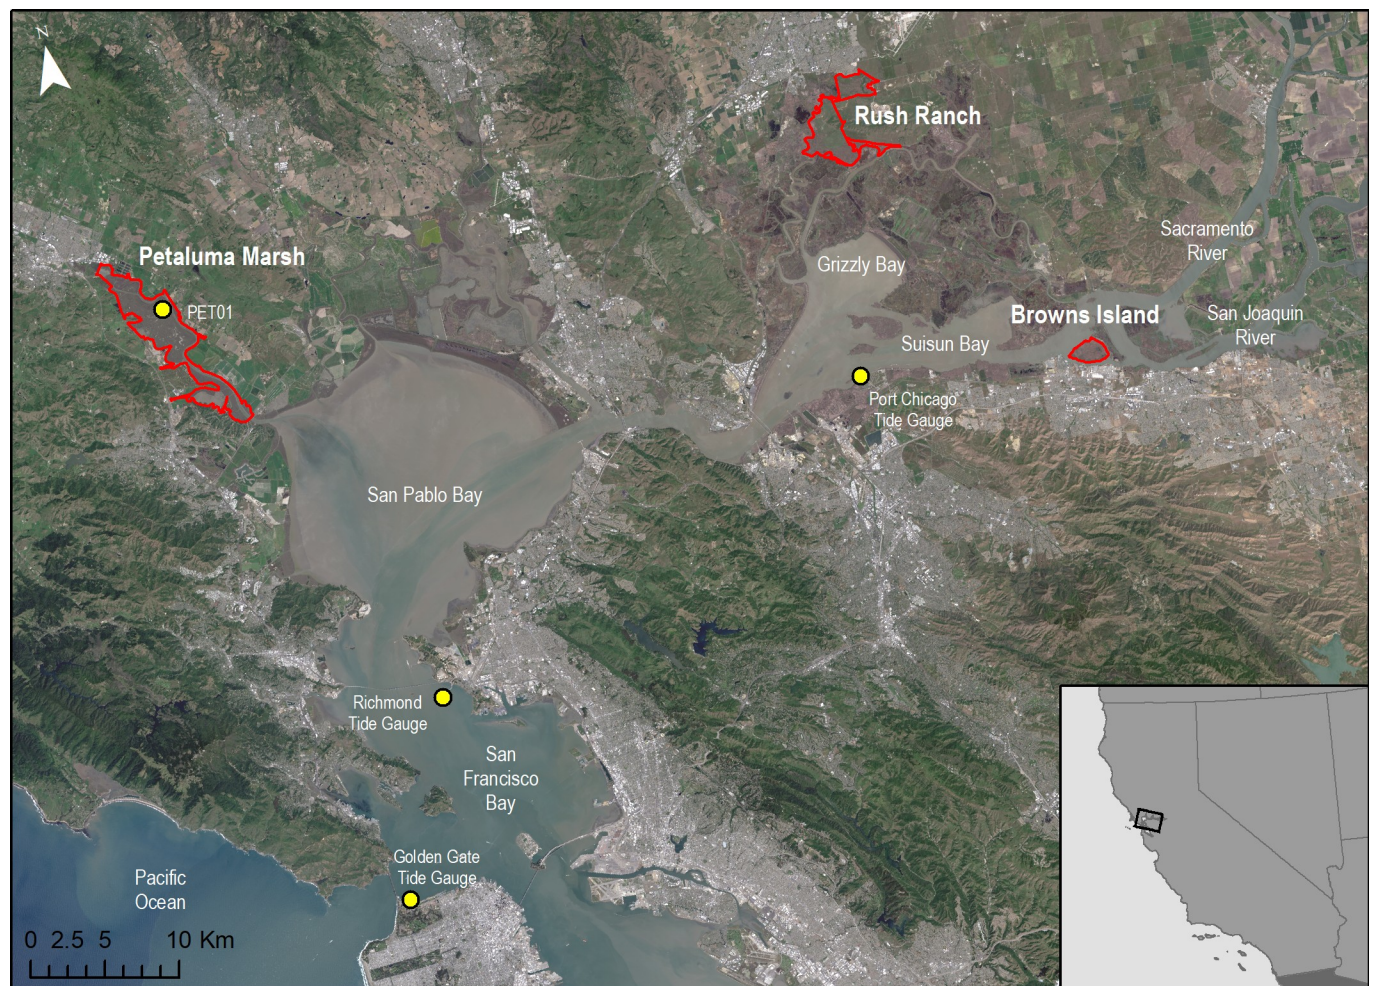 N
Rush Ranch
Petaluma Marsh
PET01
Sacramento
River
Grizzly Bay
Browns Island
San Joaquin
River
Suisun Bay
Port Chicago
Tide Gauge
San Pablo Bay
Richmond
Tide Gauge
San
Francisco
Bay
Golden Gate
Tide Gauge
Pacific
Ocean
0 2.5 5 10 Km